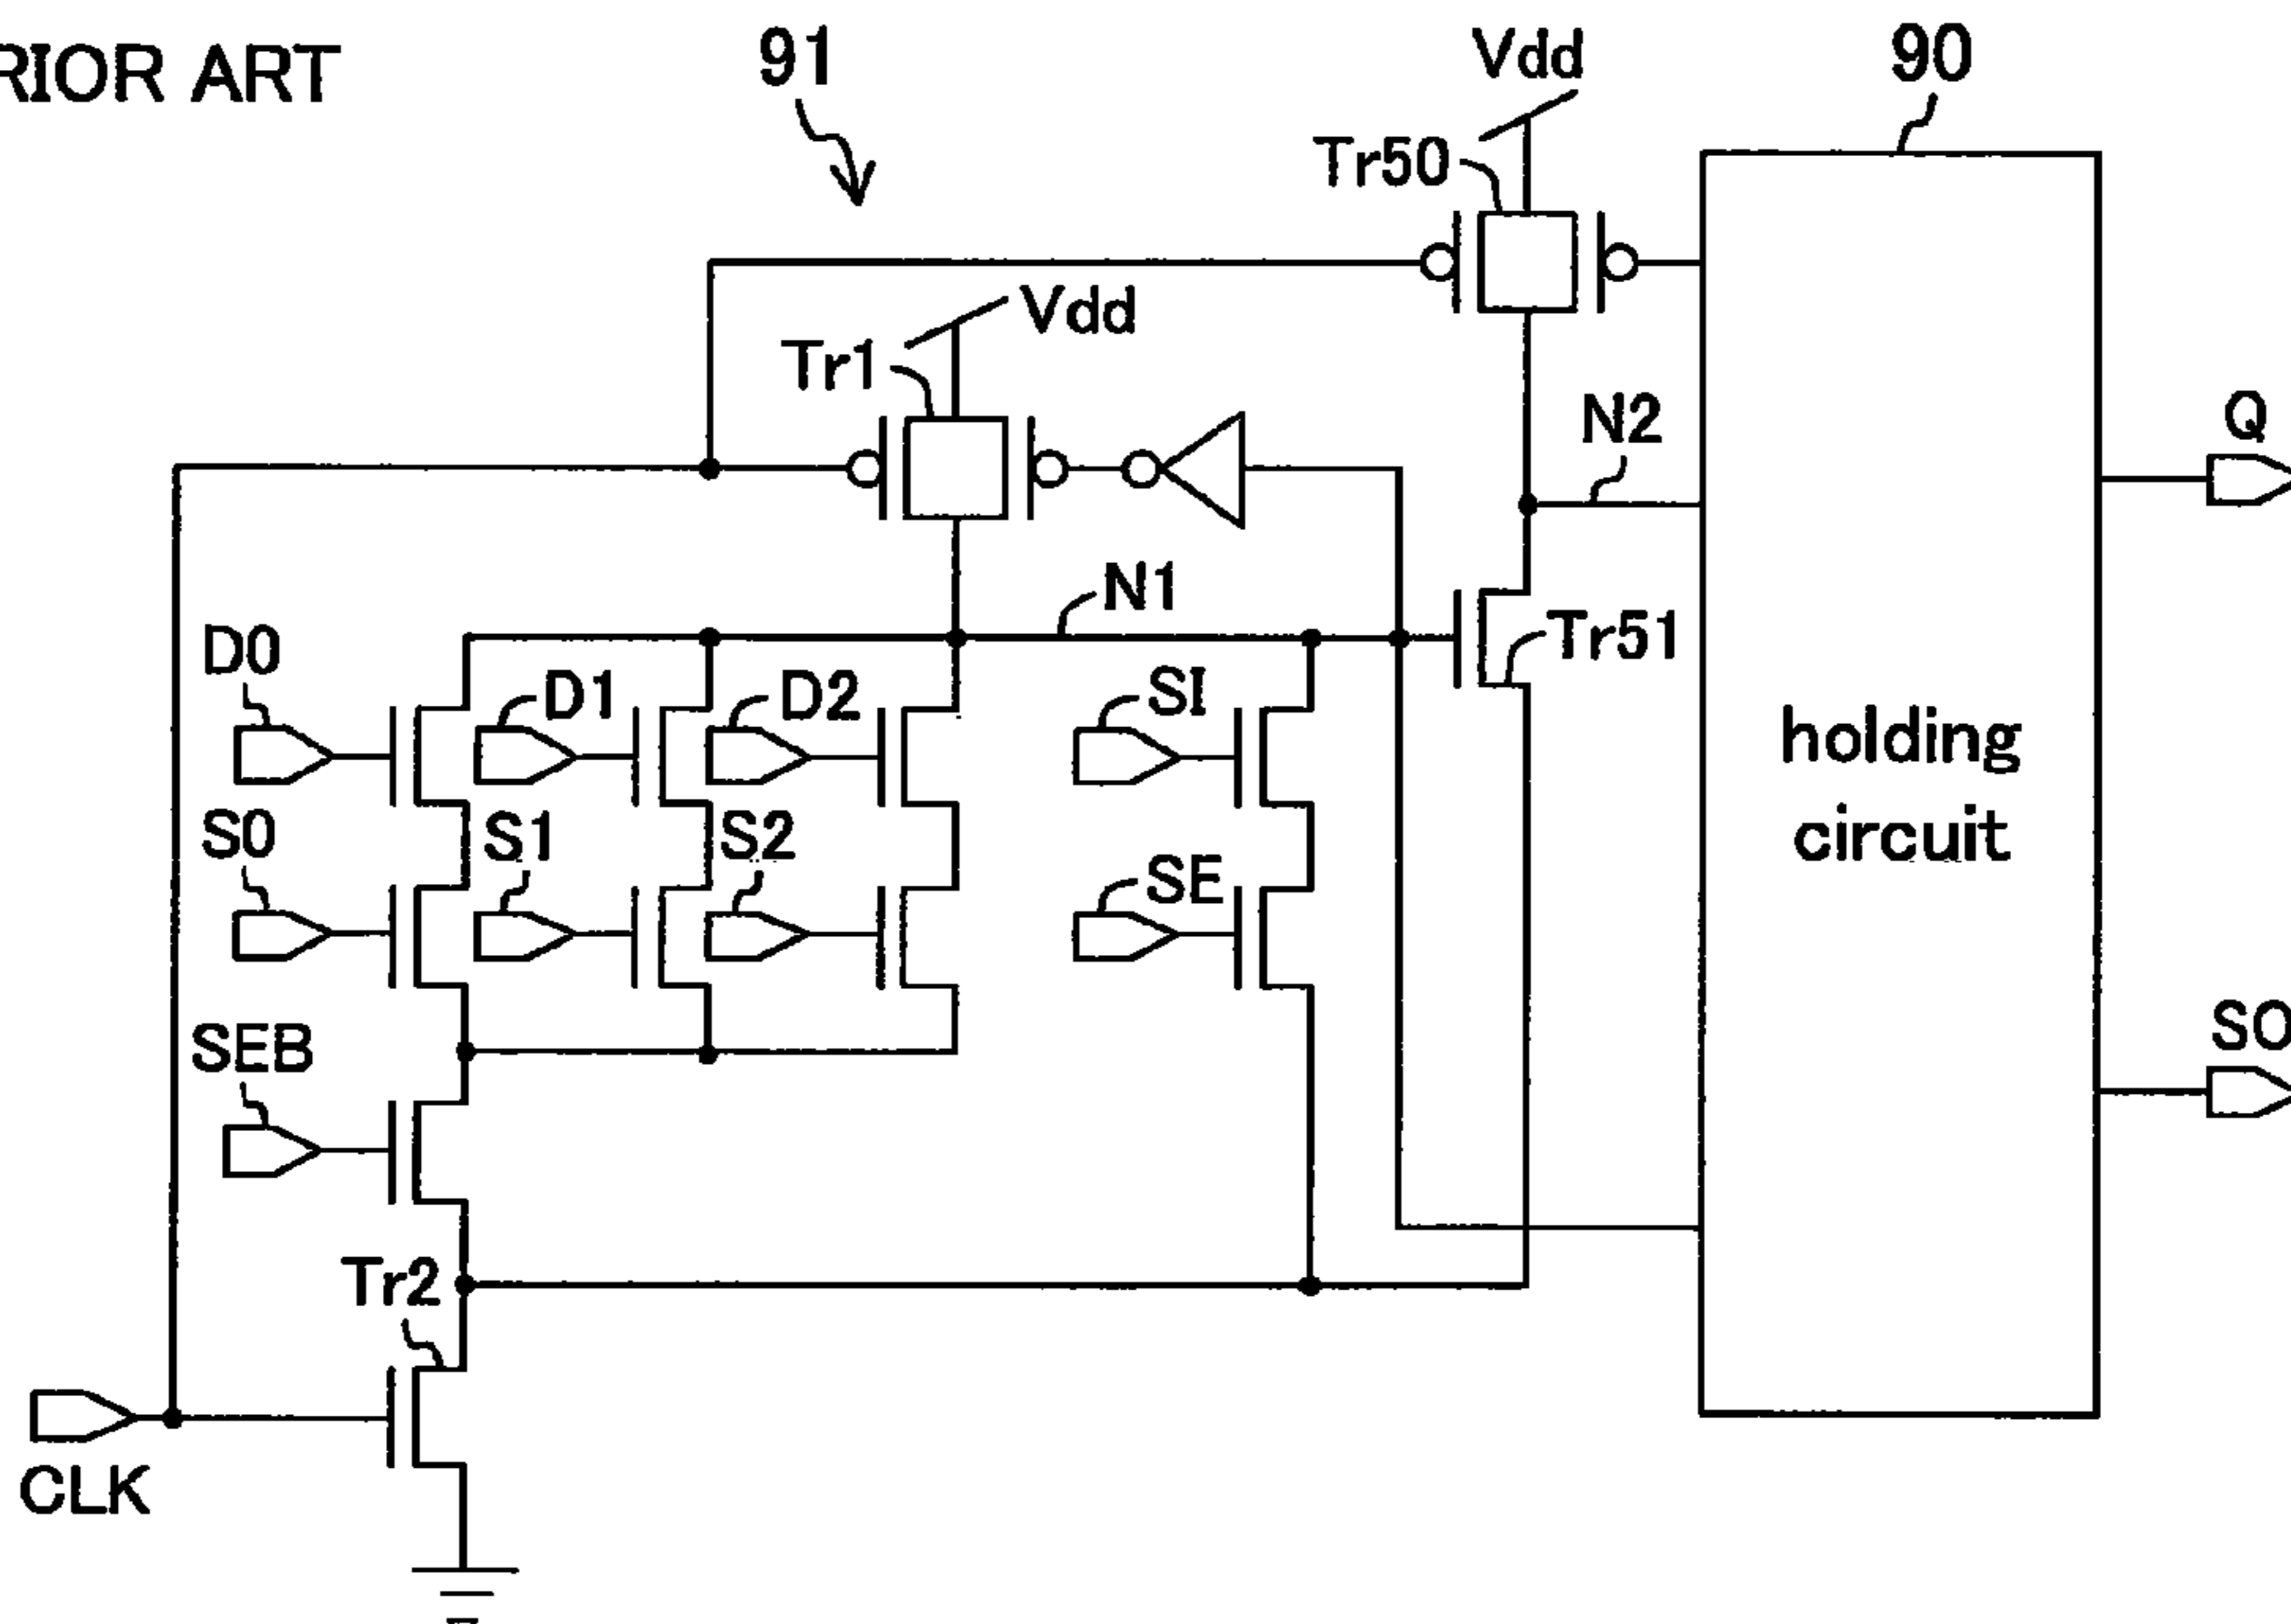 RIOR ART
91
Vdd
90
Tr50
Vdd
Tr1
N2
Q
N1
D0
D1
D2
SI
Tr51
holding
circuit
S0
S1
S2
SE
SEB
SO
Tr2
CLK